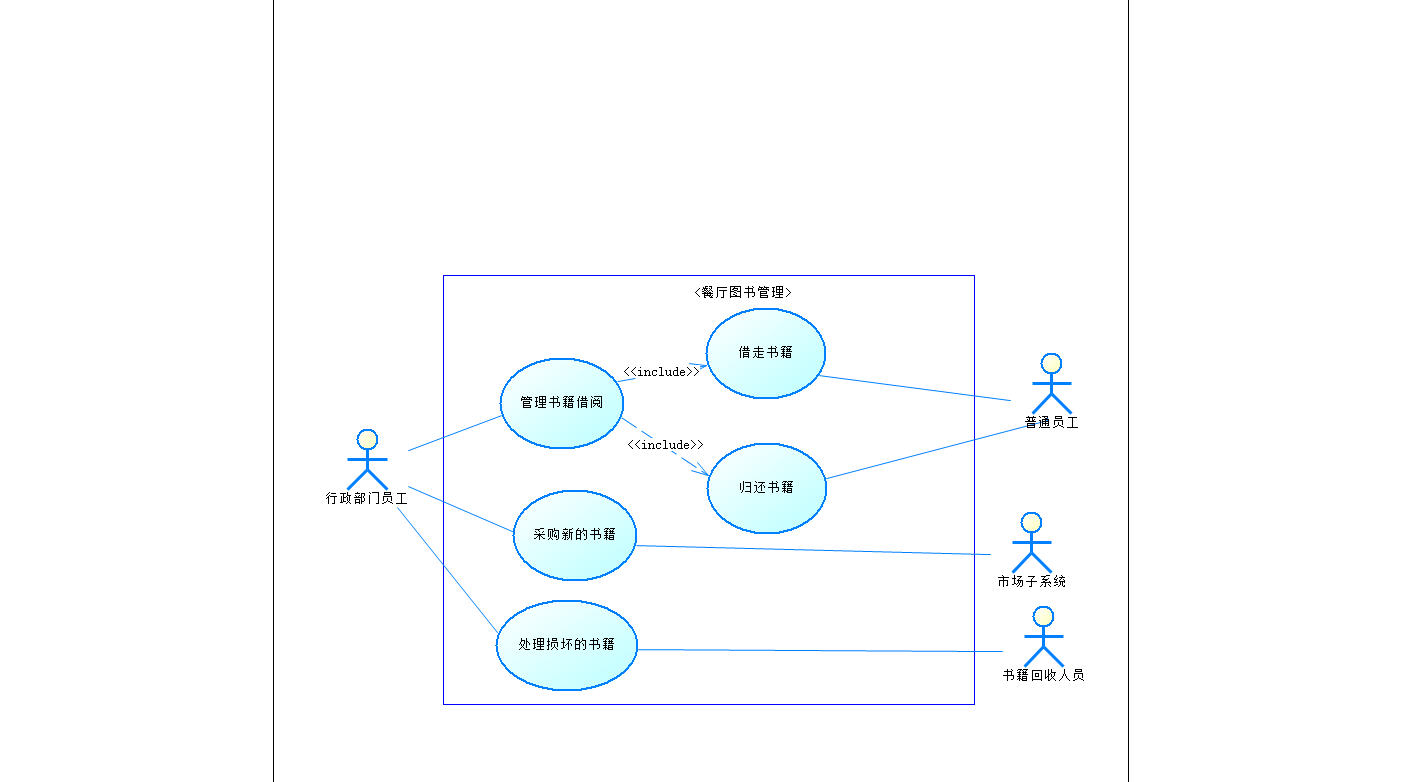 <餐厅图书管理>
借走书籍
<<include>>
管理书籍借阅
普通员工
<<include>>
归还书籍
行政部门员工
采购新的书籍
市场子系统
处理损坏的书籍
书籍回收人员